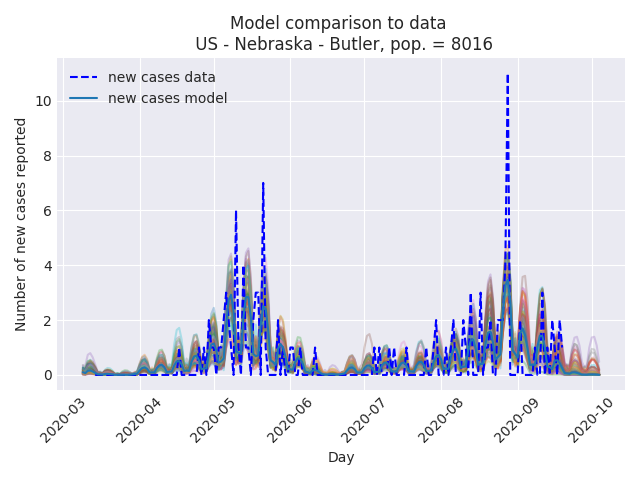 Model comparison to data
US - Nebraska - Butler, pop. = 8016
new cases data
new cases model
Number of new cases reported
10
8
6
4
2
0
2020-03
2020-04
2020-05
2020-06
2020-07
2020-08
2020-09
2020-10
Day